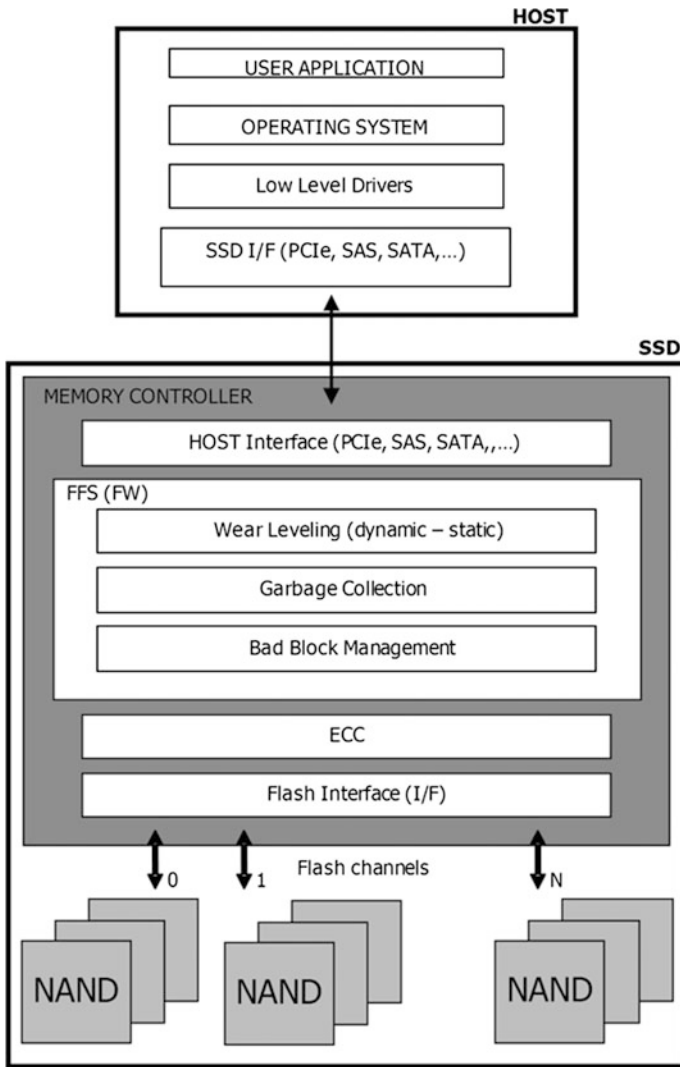 HOST
USER APPLICATION
OPERATING SYSTEM
Low Level Drivers
SSD I/F (PCIe, SAS, SATA,...)
SSD
MEMORY CONTROLLER
HOST Interface (PCIe, SAS, SATA,,...)
FFS (FW)
Wear Leveling (dynamic – static)
Garbage Collection
Bad Block Management
ECC
Flash Interface (I/F)
0
1
Flash channels
N
NAND
NAND
NAND